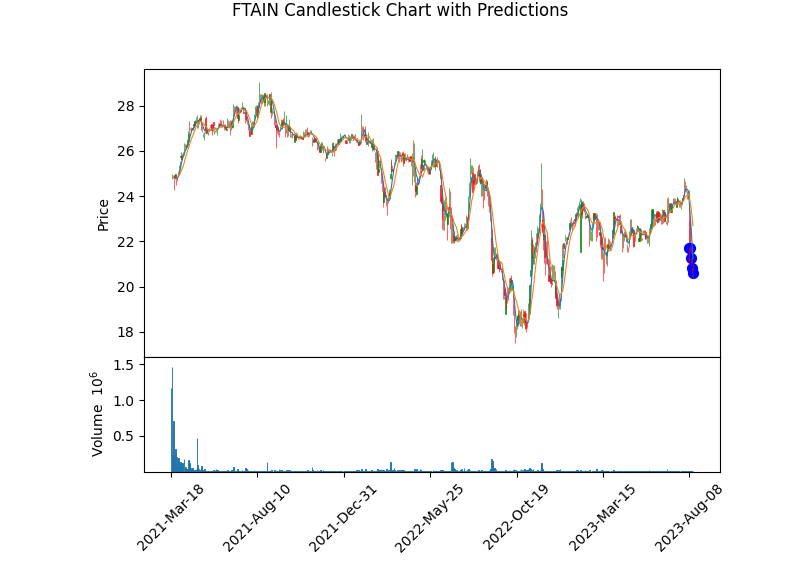 FTAIN Candlestick Chart with Predictions
Price
28
26
24
22
20
18
Volume 10^6
1.5
1.0
0.5
2021-Mar-18
2021-Aug-10
2021-Dec-31
2022-May-25
2022-Oct-19
2023-Mar-15
2023-Aug-08